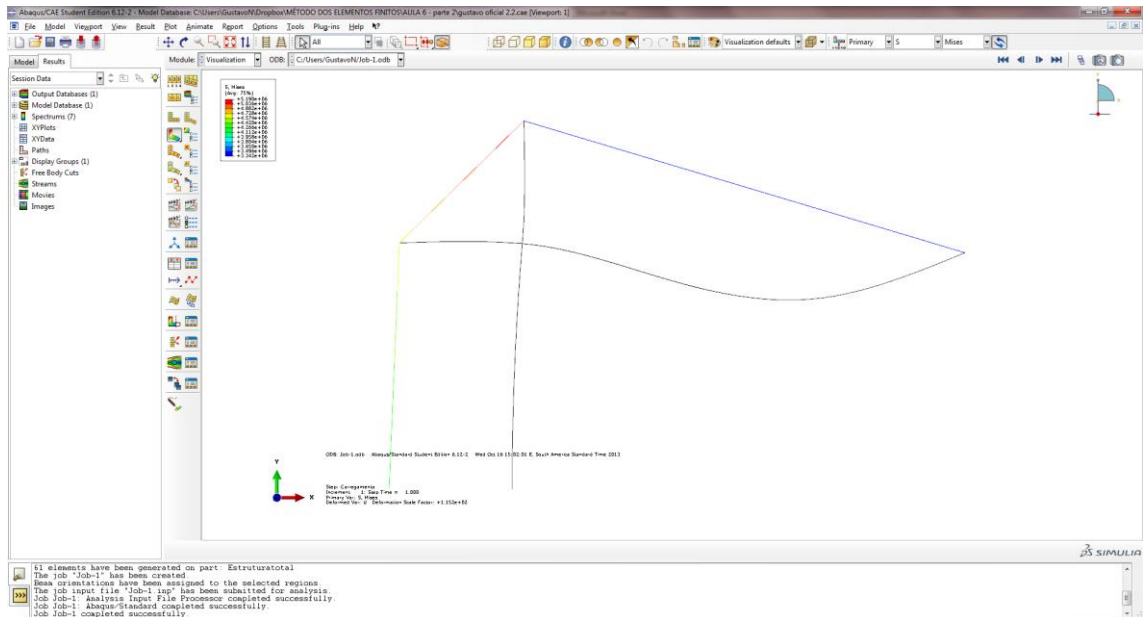 Abaqus/CAE Student Edition 6.12-2 - Model Database: C:\Users\GustavoN\Dropbox\MÉTODO DOS ELEMENTOS FINITOS\AULA 6 - parte 2\gustavo oficial 2.2.cae [Viewport: 1]
File Model Viewport View Result Plot Animate Report Options Tools Plug-ins Help
All Visualization defaults Primary S Mises
Model Results Module: Visualization ODB: C:/Users/GustavoN/Job-1.odb
Session Data
Output Databases (1)
Model Database (1)
Spectrums (7)
XYPlots
XYData
Paths
Display Groups (1)
Free Body Cuts
Streams
Movies
Images
S, Mises
(Avg: 75%)
Y
X
ODB: Job-1.odb Abaqus/Standard Student Edition 6.12-2 Wed Oct 16 E. South America Standard Time 2013
Step: Carregamento
Increment 1: Step Time = 1.000
Primary Var: S, Mises
Deformed Var: U Deformation Scale Factor:
SIMULIA
61 elements have been generated on part: Estruturatotal
The job "Job-1" has been created.
Beam orientations have been assigned to the selected regions.
The job input file "Job-1.inp" has been submitted for analysis.
Job Job-1: Analysis Input File Processor completed successfully.
Job Job-1: Abaqus/Standard completed successfully.
Job Job-1 completed successfully.